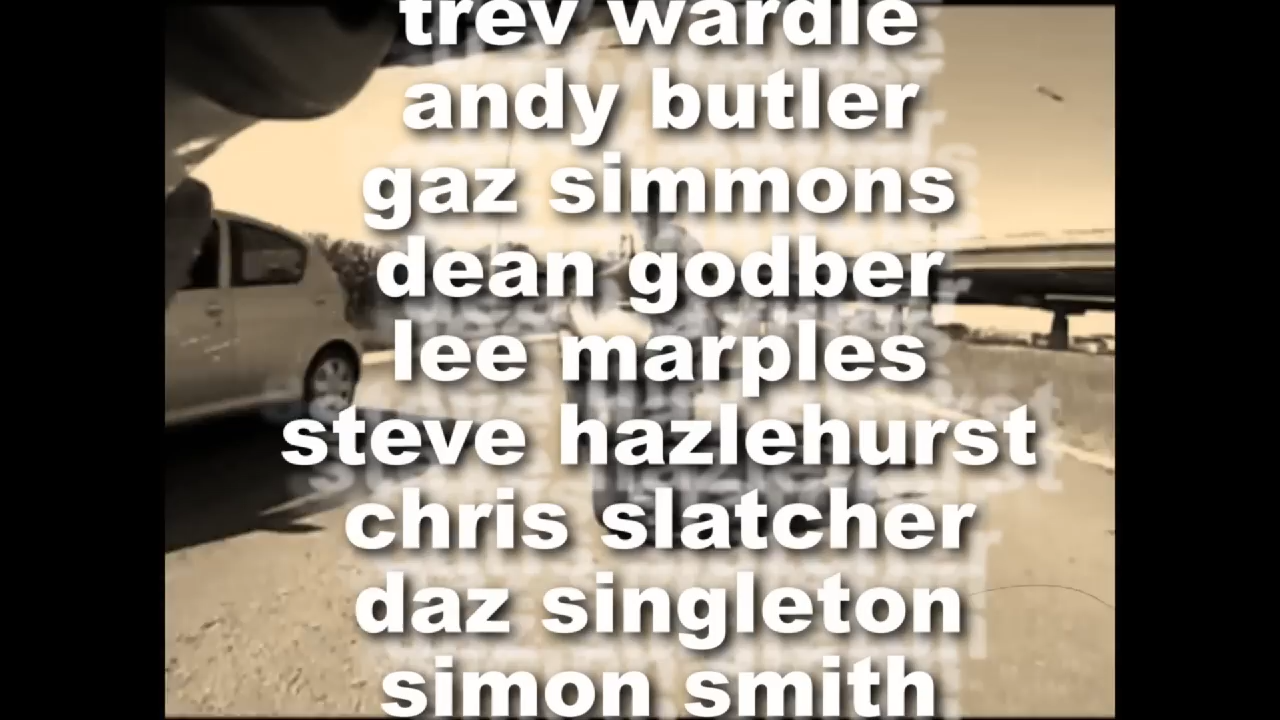 trev wardle
andy butler
gaz simmons
dean godber
lee marples
steve hazlehurst
chris slatcher
daz singleton
simon smith